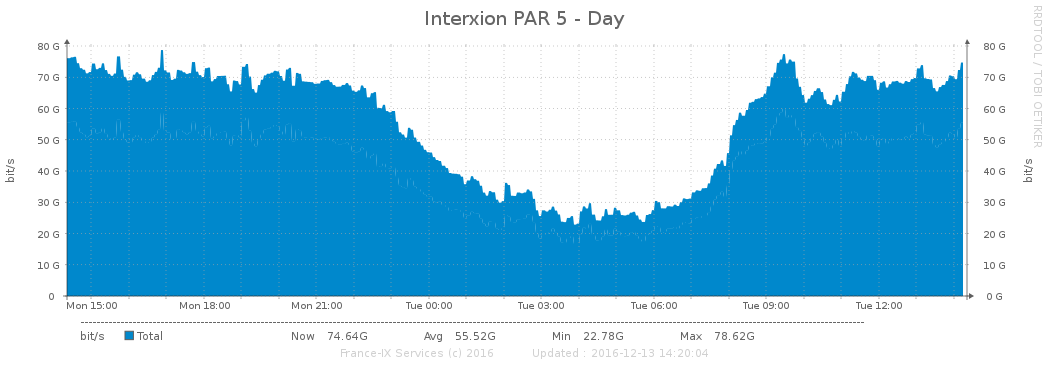 Interxion PAR 5 - Day
RRDTOOL / TOBI OETIKER
bit/s
80 G 80 G
70 G 70 G
60 G 60 G
50 G 50 G
40 G 40 G
30 G 30 G
20 G 20 G
10 G 10 G
0 0 G
bit/s
Mon 15:00 Mon 18:00 Mon 21:00 Tue 00:00 Tue 03:00 Tue 06:00 Tue 09:00 Tue 12:00
bit/s Total Now 74.64G Avg 55.52G Min 22.78G Max 78.62G
France-IX Services (c) 2016 Updated : 2016-12-13 14:20:04